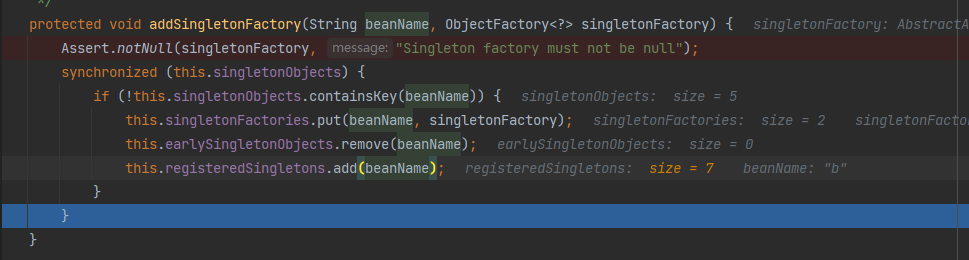 */
protected void addSingletonFactory(String beanName, ObjectFactory<?> singletonFactory) { singletonFactory: AbstractA
Assert.notNull(singletonFactory, message: "Singleton factory must not be null");
synchronized (this.singletonObjects) {
if (!this.singletonObjects.containsKey(beanName)) { singletonObjects: size = 5
this.singletonFactories.put(beanName, singletonFactory); singletonFactories: size = 2 singletonFact
this.earlySingletonObjects.remove(beanName); earlySingletonObjects: size = 0
this.registeredSingletons.add(beanName); registeredSingletons: size = 7 beanName: "b"
}
}
}